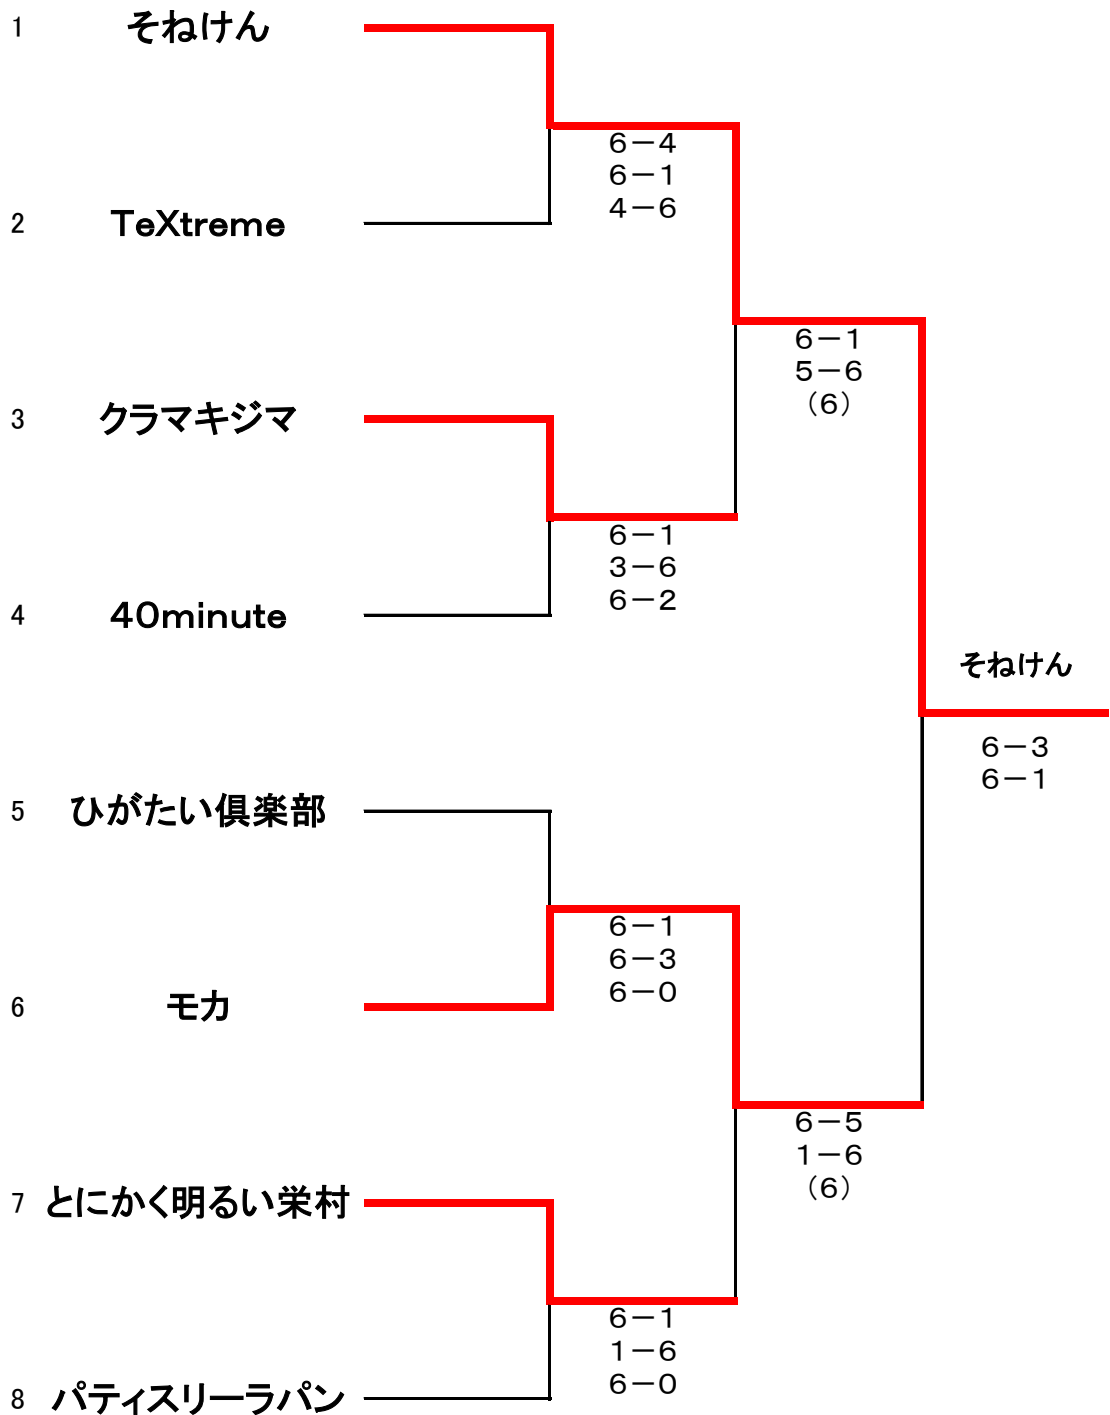 1 そねけん
6－4
6－1
4－6
2 TeXtreme
6－1
5－6
（6）
3 クラマキジマ
6－1
3－6
6－2
4 40minute
そねけん
6－3
6－1
5 ひがたい倶楽部
6－1
6－3
6－0
6 モカ
6－5
1－6
（6）
7 とにかく明るい栄村
6－1
1－6
6－0
8 パティスリーラパン